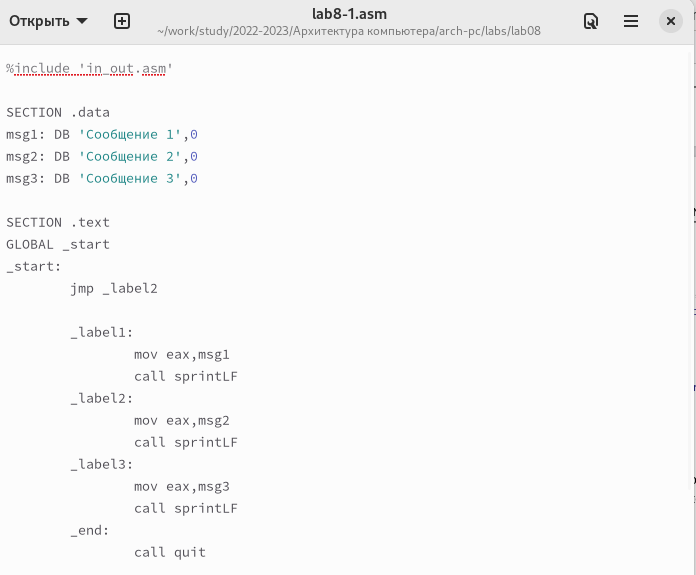 Открыть
lab8-1.asm
~/work/study/2022-2023/Архитектура компьютера/arch-pc/labs/lab08
%include 'in_out.asm'
SECTION .data
msg1: DB 'Сообщение 1',0
msg2: DB 'Сообщение 2',0
msg3: DB 'Сообщение 3',0
SECTION .text
GLOBAL _start
_start:
jmp _label2
_label1:
mov eax,msg1
call sprintLF
_label2:
mov eax,msg2
call sprintLF
_label3:
mov eax,msg3
call sprintLF
_end:
call quit